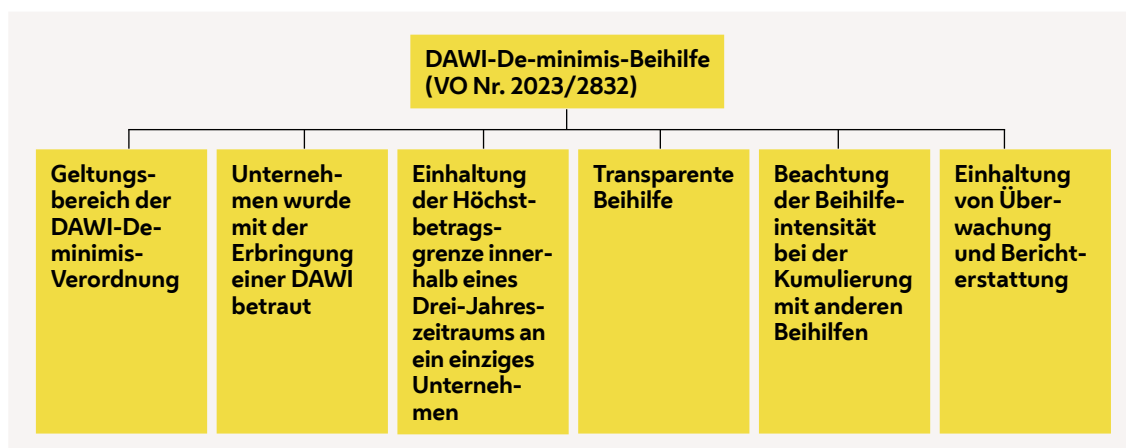 DAWI-De-minimis-Beihilfe
(VO Nr. 2023/2832)
Geltungs-
bereich der
DAWI-De-
minimis-
Verordnung
Unterneh-
men wurde
mit der
Erbringung
einer DAWI
betraut
Einhaltung
der Höchst-
betrags-
grenze inner-
halb eines
Drei-Jahres-
zeitraums an
ein einziges
Unterneh-
men
Transparente
Beihilfe
Beachtung
der Beihilfe-
intensität
bei der
Kumulierung
mit anderen
Beihilfen
Einhaltung
von Über-
wachung
und Bericht-
erstattung